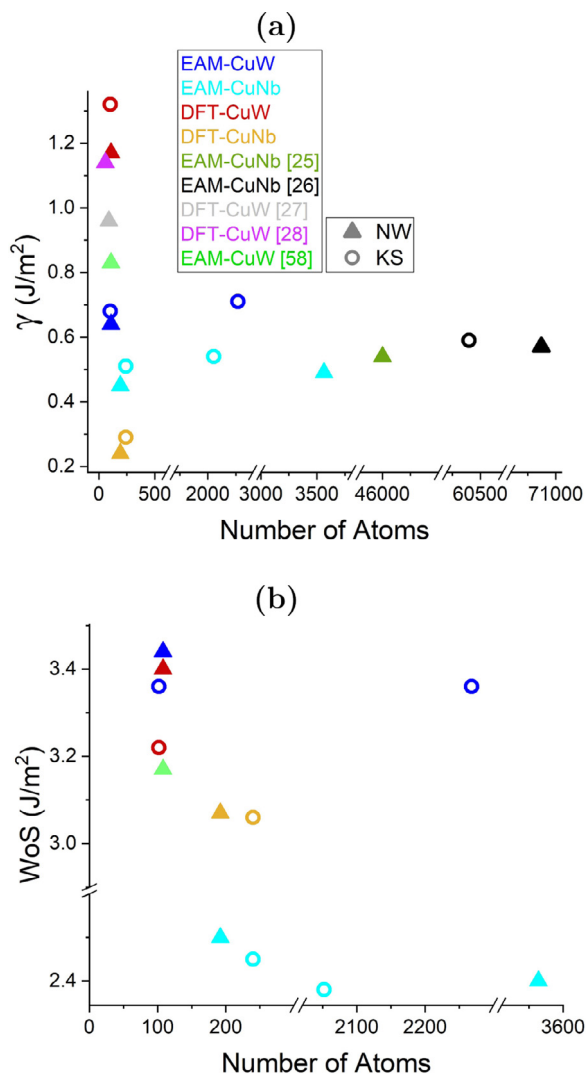 (a)
EAM-CuW
EAM-CuNb
DFT-CuW
DFT-CuNb
EAM-CuNb [25]
EAM-CuNb [26]
DFT-CuW [27]
DFT-CuW [28]
EAM-CuW [58]
NW
KS
γ (J/m²)
1.2
1.0
0.8
0.6
0.4
0.2
0 500 2000 3000 3500 46000 60500 71000
Number of Atoms
(b)
WoS (J/m²)
3.4
3.2
3.0
2.4
0 100 200 2100 2200 3600
Number of Atoms